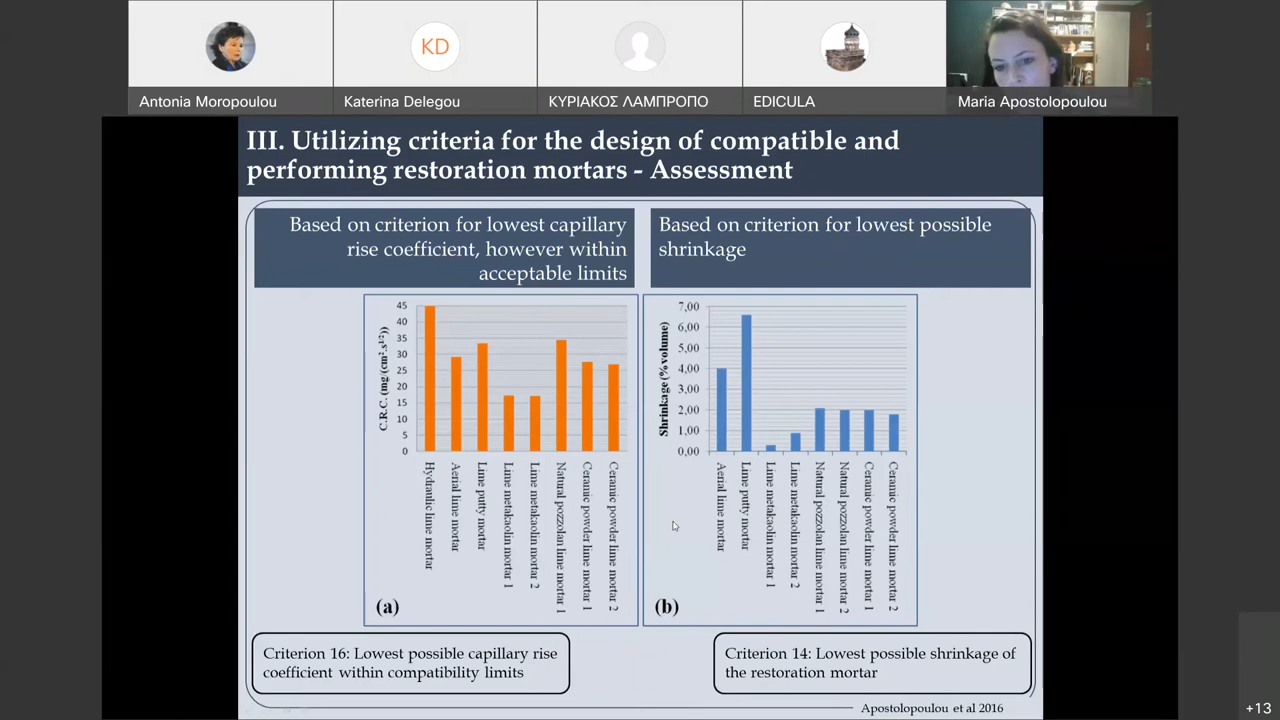 KD
Antonia Moropoulou
Katerina Delegou
ΚΥΡΙΑΚΟΣ ΛΑΜΠΡΟΠΟ
EDICULA
Maria Apostolopoulou
III. Utilizing criteria for the design of compatible and
performing restoration mortars - Assessment
Based on criterion for lowest capillary
rise coefficient, however within
acceptable limits
Based on criterion for lowest possible
shrinkage
C.R.C. (mg/(cm².s¹ᐟ²))
45
40
35
30
25
20
15
10
5
0
Hydraulic lime mortar
Aerial lime mortar
Lime putty mortar
Lime metakaolin mortar 1
Lime metakaolin mortar 2
Natural pozzolan lime mortar 1
Ceramic powder lime mortar 1
Ceramic powder lime mortar 2
(a)
Shrinkage (% volume)
7,00
6,00
5,00
4,00
3,00
2,00
1,00
0,00
Aerial lime mortar
Lime putty mortar
Lime metakaolin mortar 1
Lime metakaolin mortar 2
Natural pozzolan lime mortar 1
Natural pozzolan lime mortar 2
Ceramic powder lime mortar 1
Ceramic powder lime mortar 2
(b)
Criterion 16: Lowest possible capillary rise
coefficient within compatibility limits
Criterion 14: Lowest possible shrinkage of
the restoration mortar
Apostolopoulou et al 2016
+13